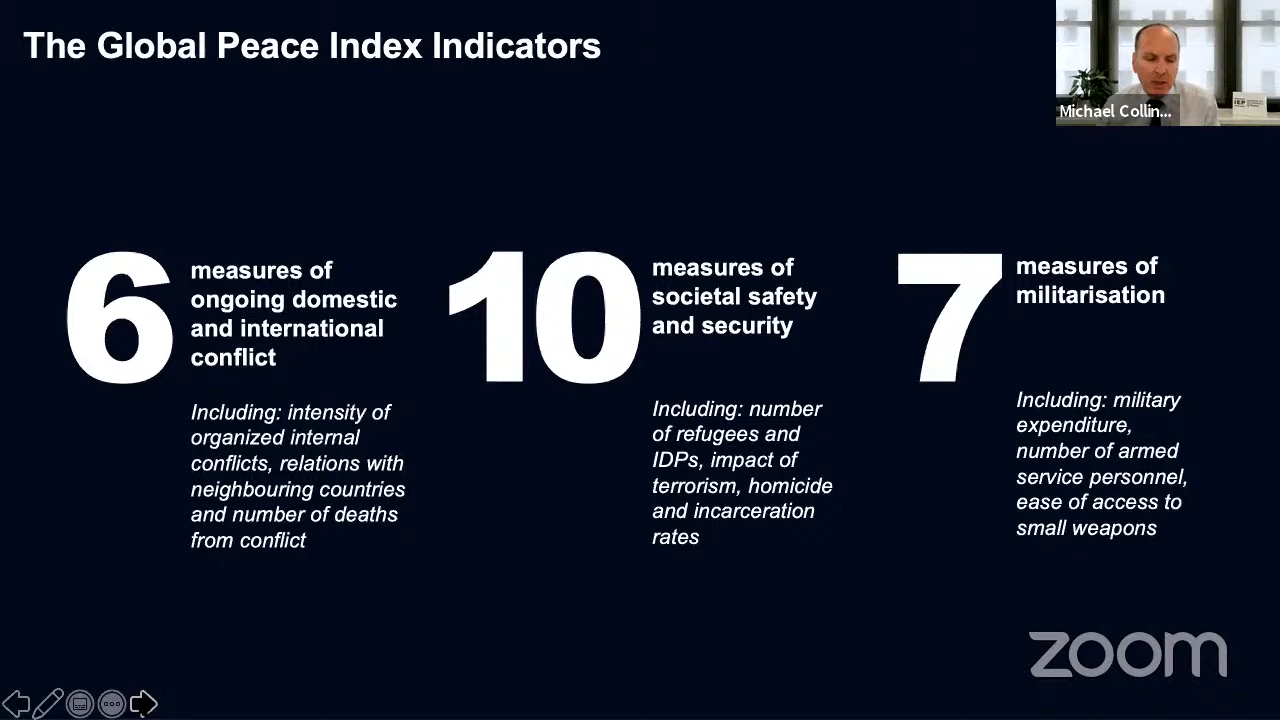 The Global Peace Index Indicators
Michael Collin...
IEP
6
measures of
ongoing domestic
and international
conflict
Including: intensity of
organized internal
conflicts, relations with
neighbouring countries
and number of deaths
from conflict
10
measures of
societal safety
and security
Including: number
of refugees and
IDPs, impact of
terrorism, homicide
and incarceration
rates
7
measures of
militarisation
Including: military
expenditure,
number of armed
service personnel,
ease of access to
small weapons
zoom